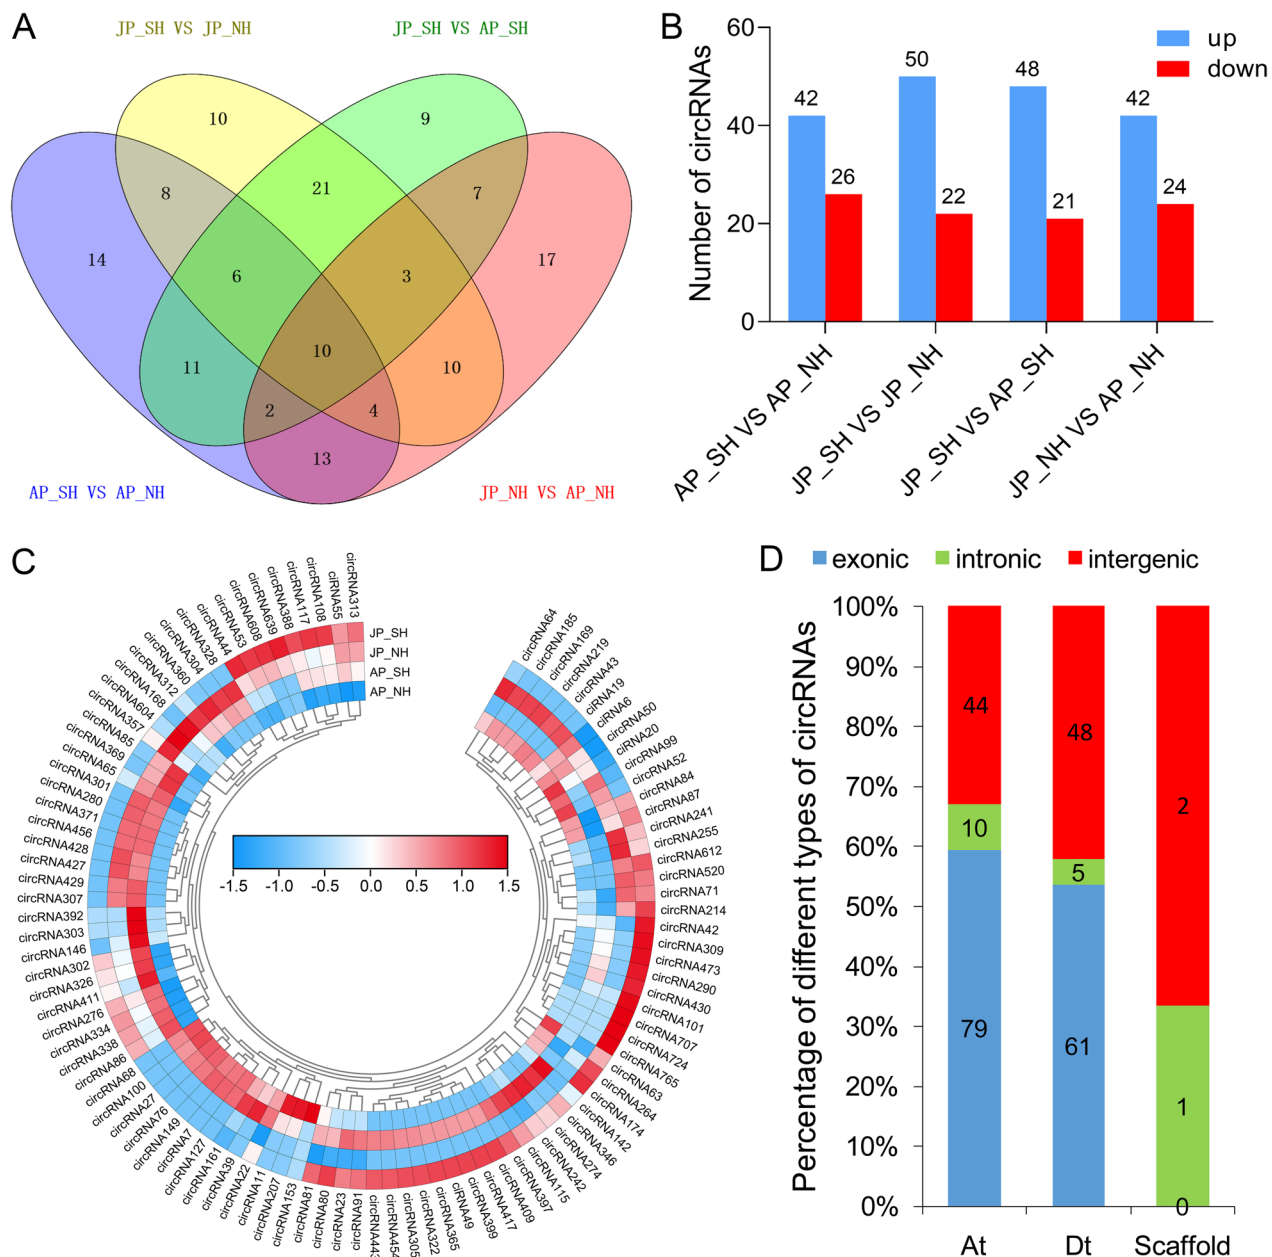 A
JP_SH VS JP_NH
JP_SH VS AP_SH
10
9
8
21
7
14
6
3
17
11
10
10
2
4
13
AP_SH VS AP_NH
JP_NH VS AP_NH
B
Number of circRNAs
60
40
20
0
up
down
42
26
50
22
48
21
42
24
AP_SH VS AP_NH
JP_SH VS JP_NH
JP_SH VS AP_SH
JP_NH VS AP_NH
C
JP_SH
JP_NH
AP_SH
AP_NH
circRNA64
circRNA185
circRNA169
circRNA219
circRNA43
ciRNA19
ciRNA6
circRNA50
ciRNA20
circRNA99
circRNA52
circRNA84
circRNA87
circRNA241
circRNA255
circRNA612
circRNA520
circRNA71
circRNA214
circRNA42
circRNA309
circRNA473
circRNA290
circRNA430
circRNA101
circRNA707
circRNA724
circRNA765
circRNA63
circRNA264
circRNA174
circRNA142
circRNA346
circRNA274
circRNA242
circRNA115
circRNA397
circRNA409
circRNA417
circRNA399
ciRNA49
circRNA365
circRNA322
circRNA305
circRNA454
circRNA443
circRNA91
circRNA23
circRNA80
circRNA81
circRNA153
circRNA207
circRNA11
circRNA22
circRNA39
circRNA161
circRNA127
circRNA7
circRNA149
circRNA76
circRNA27
circRNA100
circRNA68
circRNA86
circRNA338
circRNA334
circRNA276
circRNA411
circRNA326
circRNA302
circRNA146
circRNA303
circRNA392
circRNA307
circRNA429
circRNA427
circRNA428
circRNA456
circRNA371
circRNA280
circRNA301
circRNA65
circRNA369
circRNA85
circRNA357
circRNA604
circRNA168
circRNA312
circRNA360
circRNA304
circRNA328
circRNA44
circRNA53
circRNA608
circRNA639
circRNA388
circRNA117
circRNA108
ciRNA55
circRNA313
-1.5 -1.0 -0.5 0.0 0.5 1.0 1.5
D
exonic intronic intergenic
Percentage of different types of circRNAs
100%
90%
80%
70%
60%
50%
40%
30%
20%
10%
0%
44
10
79
48
5
61
2
1
0
At Dt Scaffold